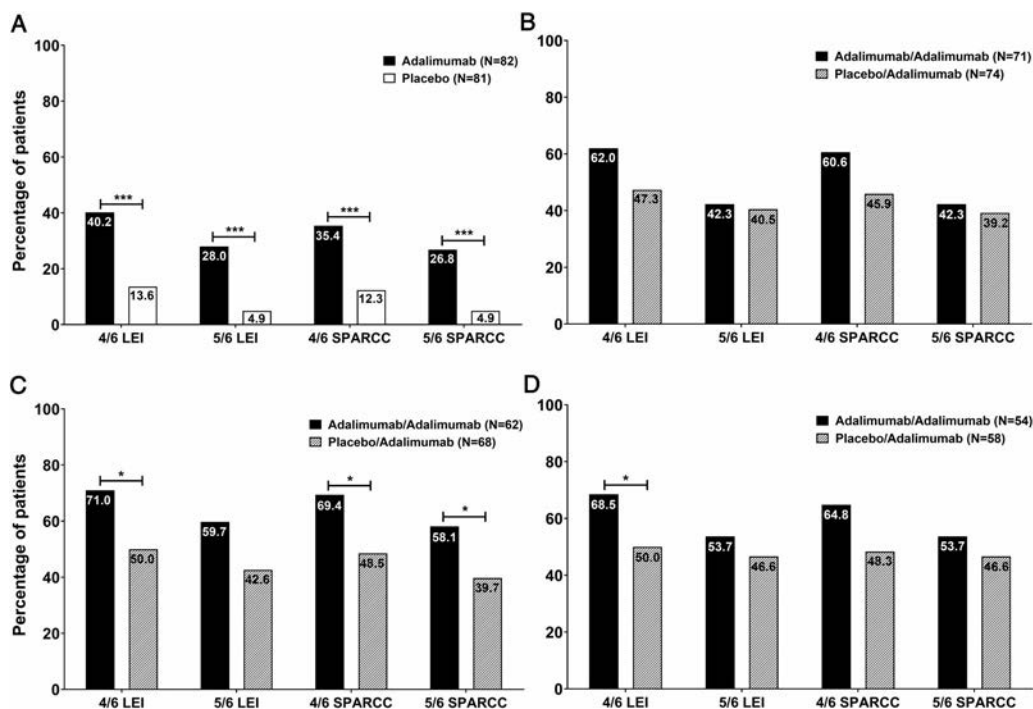 A
Adalimumab (N=82)
Placebo (N=81)
Percentage of patients
100
80
60
40
20
0
***
***
***
***
40.2
13.6
28.0
4.9
35.4
12.3
26.8
4.9
4/6 LEI
5/6 LEI
4/6 SPARCC
5/6 SPARCC
B
Adalimumab/Adalimumab (N=71)
Placebo/Adalimumab (N=74)
100
80
60
40
20
0
62.0
47.3
42.3
40.5
60.6
45.9
42.3
39.2
4/6 LEI
5/6 LEI
4/6 SPARCC
5/6 SPARCC
C
Adalimumab/Adalimumab (N=62)
Placebo/Adalimumab (N=68)
Percentage of patients
100
80
60
40
20
0
*
*
*
71.0
50.0
59.7
42.6
69.4
48.5
58.1
39.7
4/6 LEI
5/6 LEI
4/6 SPARCC
5/6 SPARCC
D
Adalimumab/Adalimumab (N=54)
Placebo/Adalimumab (N=58)
100
80
60
40
20
0
*
68.5
50.0
53.7
46.6
64.8
48.3
53.7
46.6
4/6 LEI
5/6 LEI
4/6 SPARCC
5/6 SPARCC